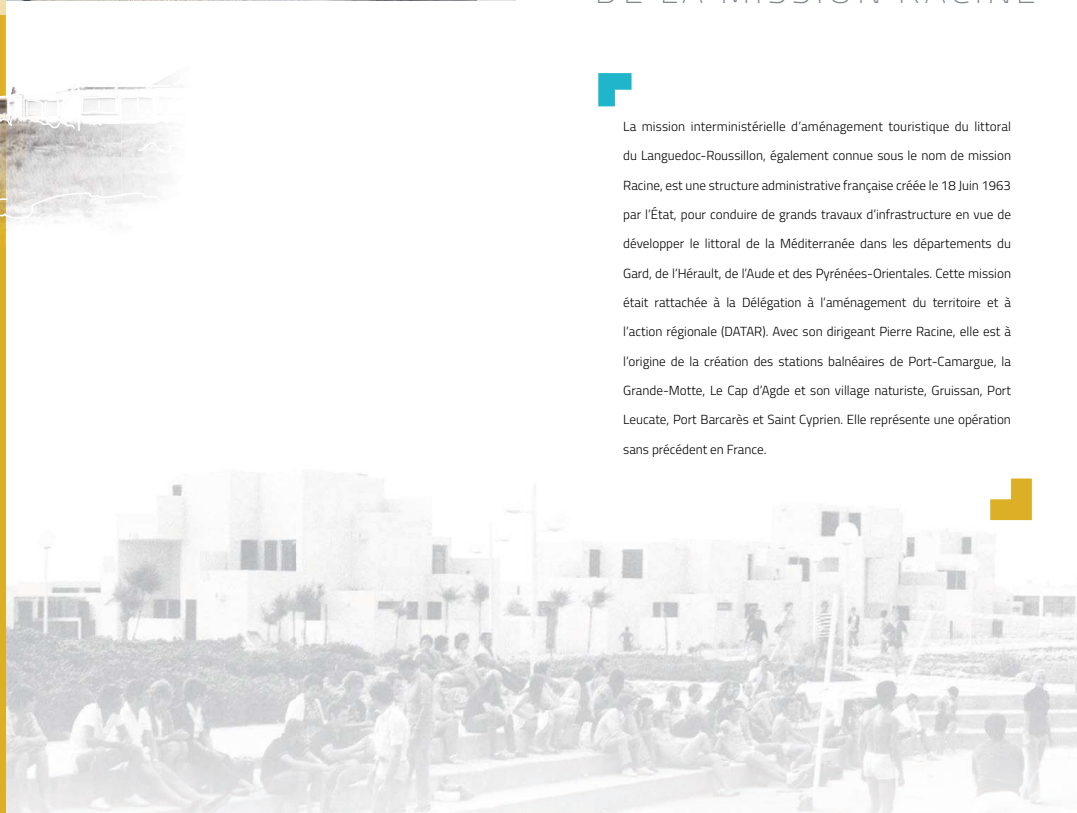 DE LA MISSION RACINE
La mission interministérielle d’aménagement touristique du littoral
du Languedoc-Roussillon, également connue sous le nom de mission
Racine, est une structure administrative française créée le 18 Juin 1963
par l’État, pour conduire de grands travaux d’infrastructure en vue de
développer le littoral de la Méditerranée dans les départements du
Gard, de l’Hérault, de l’Aude et des Pyrénées-Orientales. Cette mission
était rattachée à la Délégation à l’aménagement du territoire et à
l’action régionale (DATAR). Avec son dirigeant Pierre Racine, elle est à
l’origine de la création des stations balnéaires de Port-Camargue, la
Grande-Motte, Le Cap d’Agde et son village naturiste, Gruissan, Port
Leucate, Port Barcarès et Saint Cyprien. Elle représente une opération
sans précédent en France.